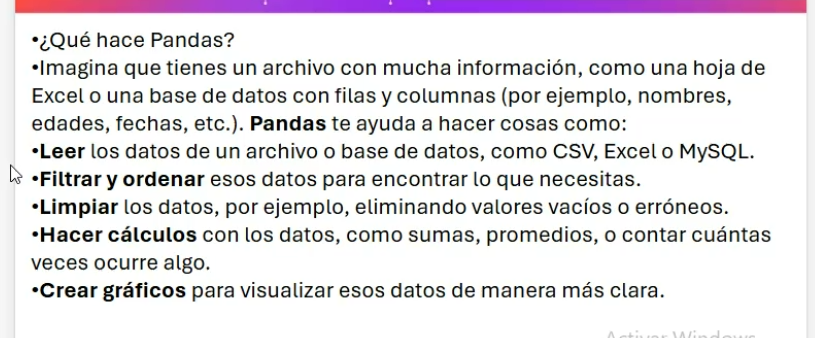 •¿Qué hace Pandas?
•Imagina que tienes un archivo con mucha información, como una hoja de
Excel o una base de datos con filas y columnas (por ejemplo, nombres,
edades, fechas, etc.). Pandas te ayuda a hacer cosas como:
•Leer los datos de un archivo o base de datos, como CSV, Excel o MySQL.
•Filtrar y ordenar esos datos para encontrar lo que necesitas.
•Limpiar los datos, por ejemplo, eliminando valores vacíos o erróneos.
•Hacer cálculos con los datos, como sumas, promedios, o contar cuántas
veces ocurre algo.
•Crear gráficos para visualizar esos datos de manera más clara.
Activar Windows